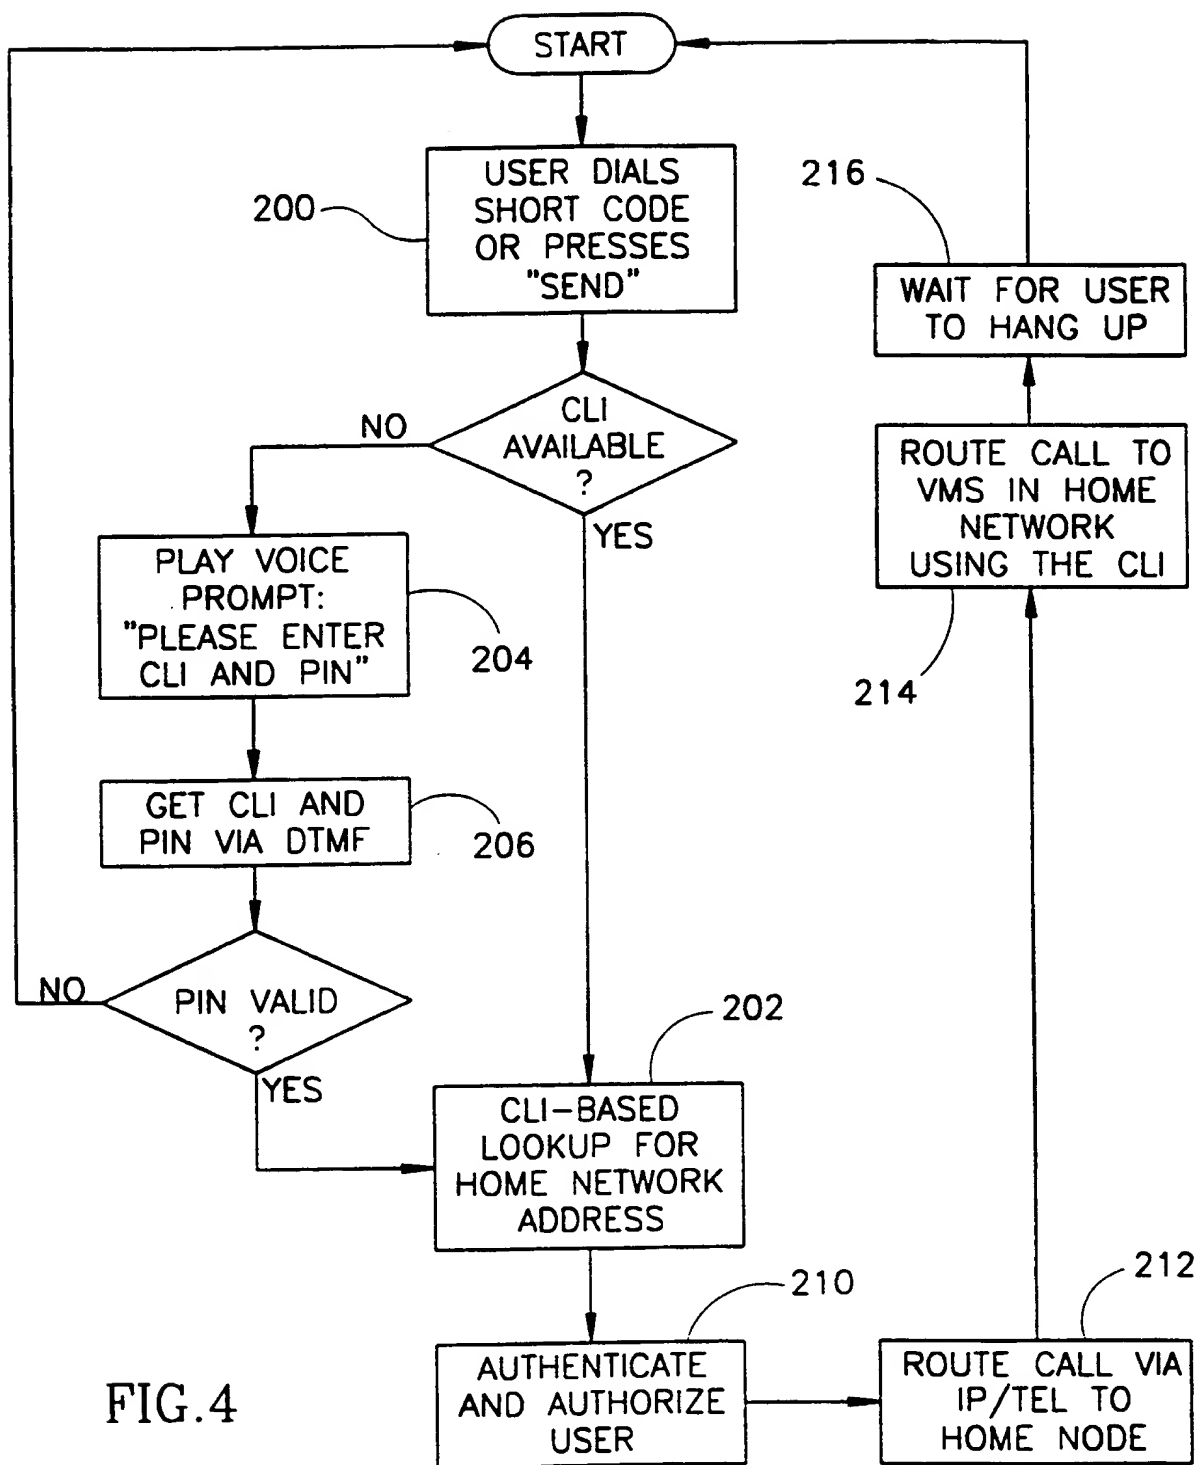 START
USER DIALS
SHORT CODE
OR PRESSES
"SEND"
200
216
WAIT FOR USER
TO HANG UP
CLI
AVAILABLE
?
NO
YES
ROUTE CALL TO
VMS IN HOME
NETWORK
USING THE CLI
214
PLAY VOICE
PROMPT:
"PLEASE ENTER
CLI AND PIN"
204
GET CLI AND
PIN VIA DTMF
206
PIN VALID
?
NO
YES
202
CLI-BASED
LOOKUP FOR
HOME NETWORK
ADDRESS
210
AUTHENTICATE
AND AUTHORIZE
USER
212
ROUTE CALL VIA
IP/TEL TO
HOME NODE
FIG.4